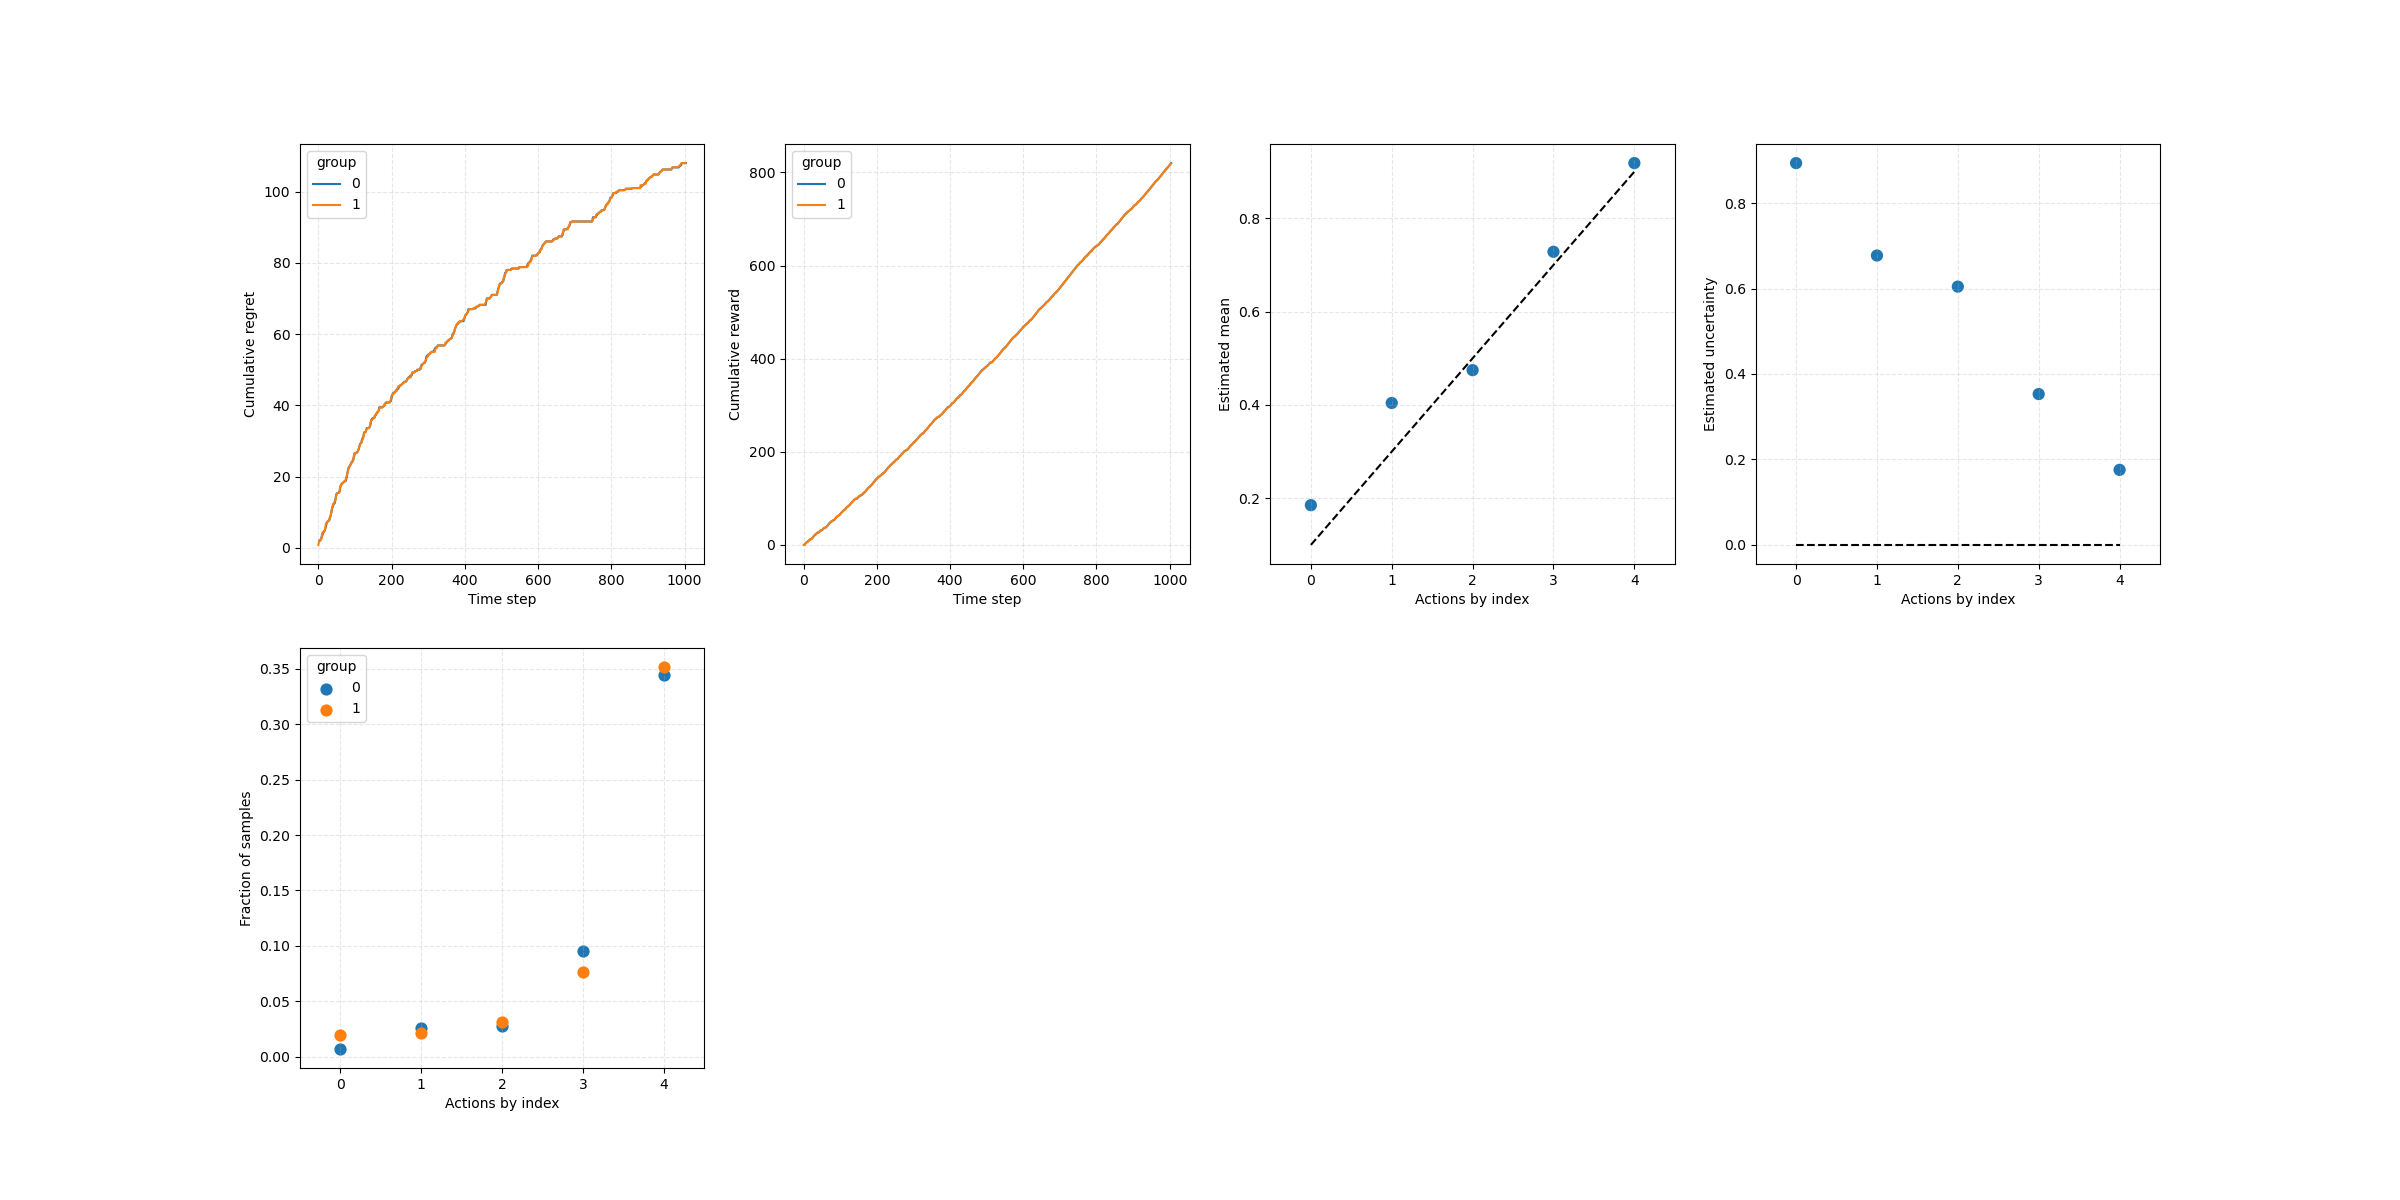 group
0
1
100
80
60
40
20
0
Cumulative regret
0 200 400 600 800 1000
Time step
group
0
1
800
600
400
200
0
Cumulative reward
0 200 400 600 800 1000
Time step
0.8
0.6
0.4
0.2
Estimated mean
0 1 2 3 4
Actions by index
0.8
0.6
0.4
0.2
0.0
Estimated uncertainty
0 1 2 3 4
Actions by index
group
0
1
0.35
0.30
0.25
0.20
0.15
0.10
0.05
0.00
Fraction of samples
0 1 2 3 4
Actions by index